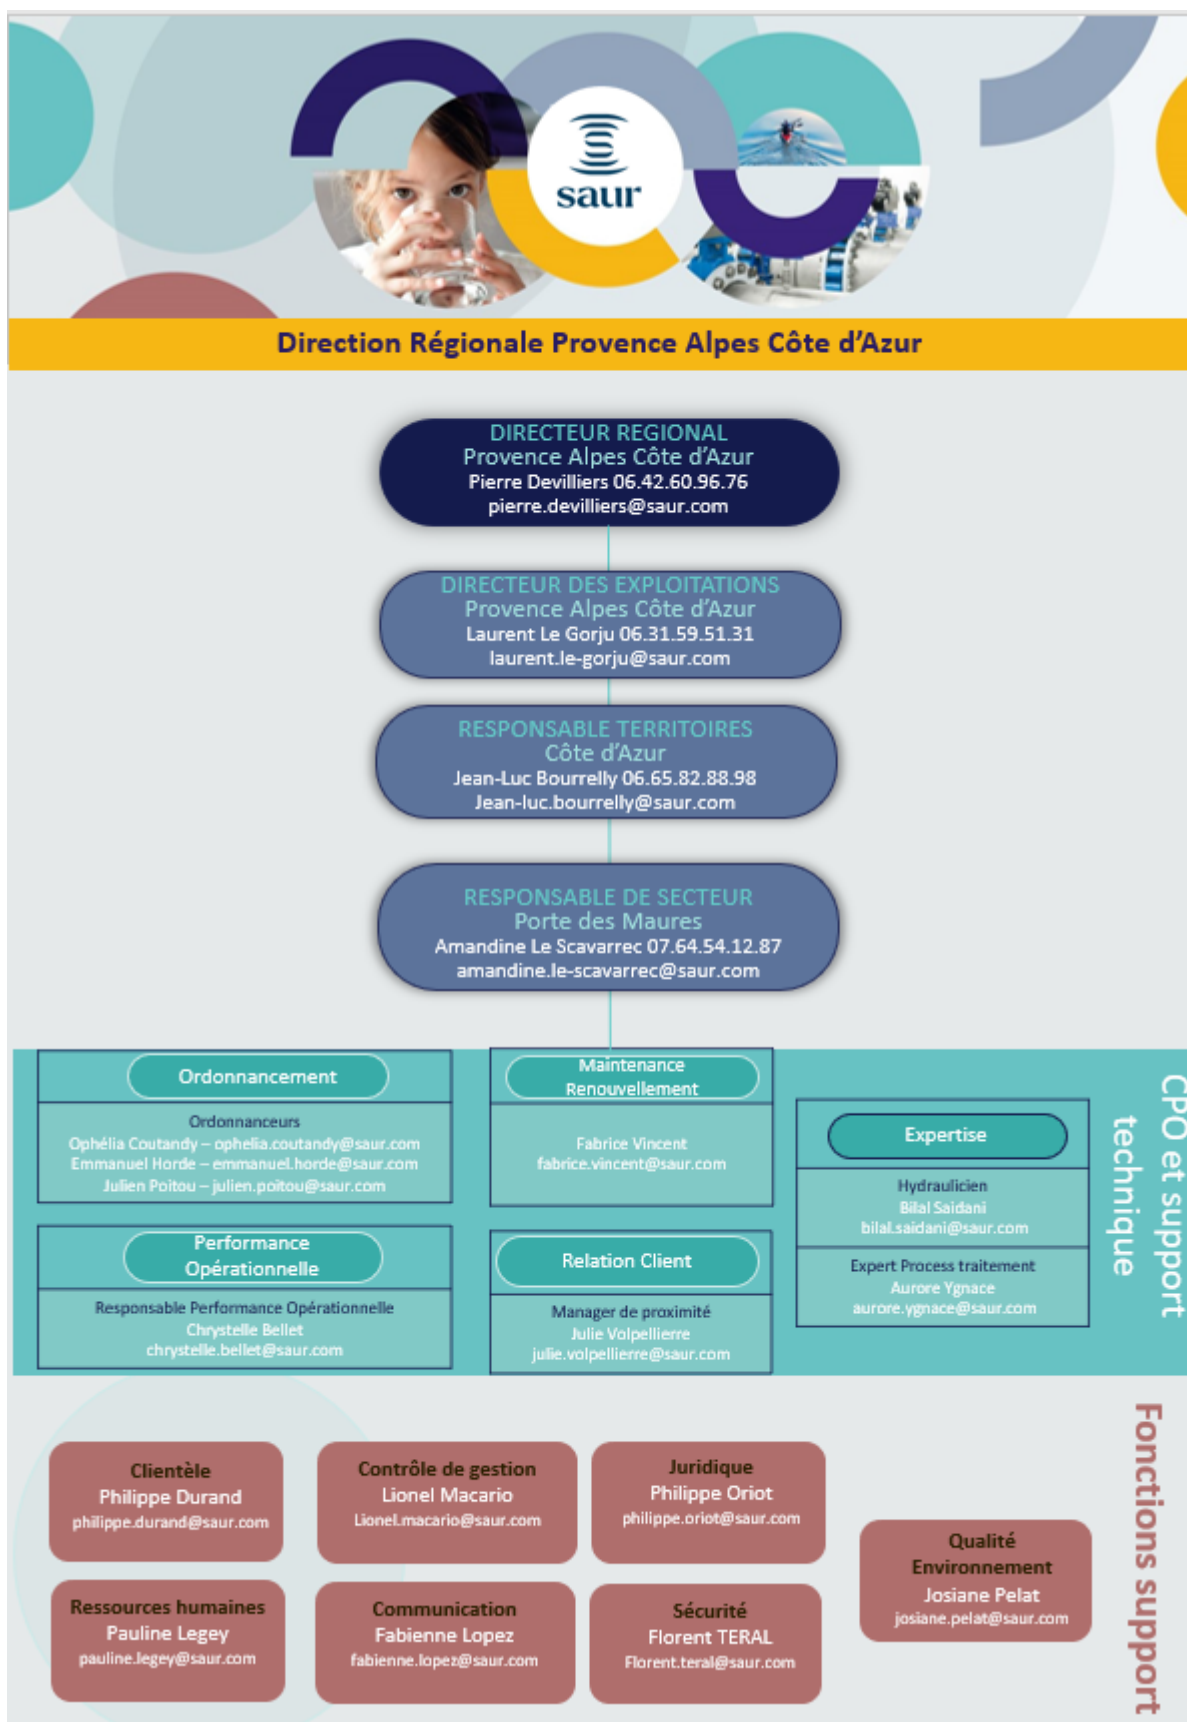 saur
Direction Régionale Provence Alpes Côte d'Azur
DIRECTEUR REGIONAL
Provence Alpes Côte d'Azur
Pierre Devilliers 06.42.60.96.76
pierre.devilliers@saur.com
DIRECTEUR DES EXPLOITATIONS
Provence Alpes Côte d'Azur
Laurent Le Gorju 06.31.59.51.31
laurent.le-gorju@saur.com
RESPONSABLE TERRITOIRES
Côte d'Azur
Jean-Luc Bourrelly 06.65.82.88.98
Jean-luc.bourrelly@saur.com
RESPONSABLE DE SECTEUR
Porte des Maures
Amandine Le Scavarrec 07.64.54.12.87
amandine.le-scavarrec@saur.com
CPO et support
technique
Ordonnancement
Ordonnanceurs
Ophélia Coutandy – ophelia.coutandy@saur.com
Emmanuel Horde – emmanuel.horde@saur.com
Julien Poitou – julien.poitou@saur.com
Maintenance
Renouvellement
Fabrice Vincent
fabrice.vincent@saur.com
Expertise
Hydraulicien
Bilal Saidani
bilal.saidani@saur.com
Expert Process traitement
Aurore Ygnace
aurore.ygnace@saur.com
Performance
Opérationnelle
Responsable Performance Opérationnelle
Chrystelle Bellet
chrystelle.bellet@saur.com
Relation Client
Manager de proximité
Julie Volpellierre
julie.volpellierre@saur.com
Fonctions support
Clientèle
Philippe Durand
philippe.durand@saur.com
Contrôle de gestion
Lionel Macario
Lionel.macario@saur.com
Juridique
Philippe Oriot
philippe.oriot@saur.com
Qualité
Environnement
Josiane Pelat
josiane.pelat@saur.com
Ressources humaines
Pauline Legey
pauline.legey@saur.com
Communication
Fabienne Lopez
fabienne.lopez@saur.com
Sécurité
Florent TERAL
Florent.teral@saur.com